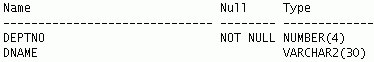 Name Null Type
------------------------------ -------- -------------
DEPTNO NOT NULL NUMBER(4)
DNAME VARCHAR2(30)